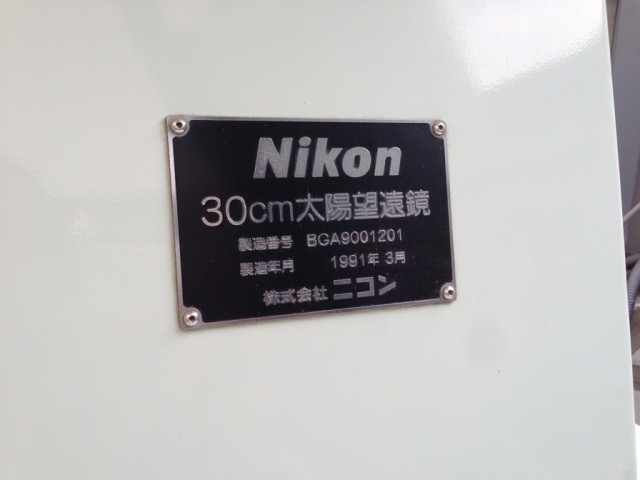 Nikon
30cm太陽望遠鏡
製造番号 BGA9001201
製造年月 1991年 3月
株式会社 ニコン